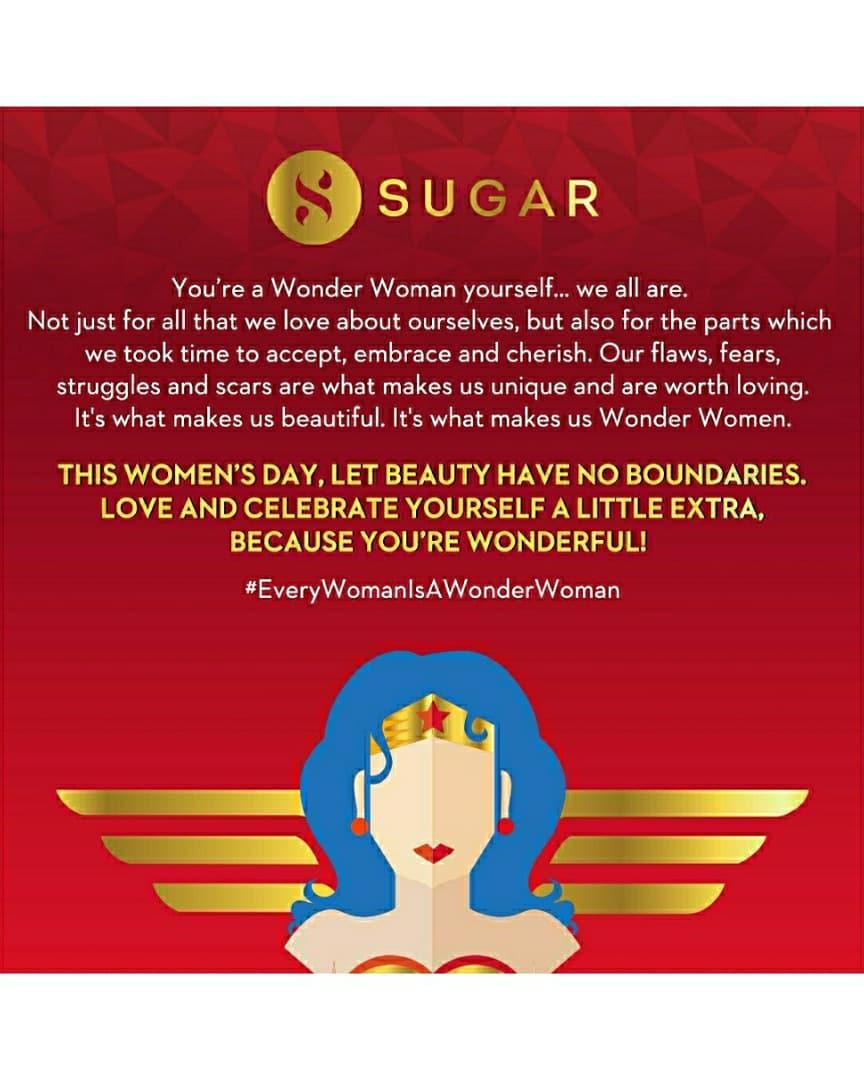 SUGAR
You're a Wonder Woman yourself... we all are.
Not just for all that we love about ourselves, but also for the parts which
we took time to accept, embrace and cherish. Our flaws, fears,
struggles and scars are what makes us unique and are worth loving.
It's what makes us beautiful. It's what makes us Wonder Women.
THIS WOMEN'S DAY, LET BEAUTY HAVE NO BOUNDARIES.
LOVE AND CELEBRATE YOURSELF A LITTLE EXTRA,
BECAUSE YOU'RE WONDERFUL!
#EveryWomanIsAWonderWoman